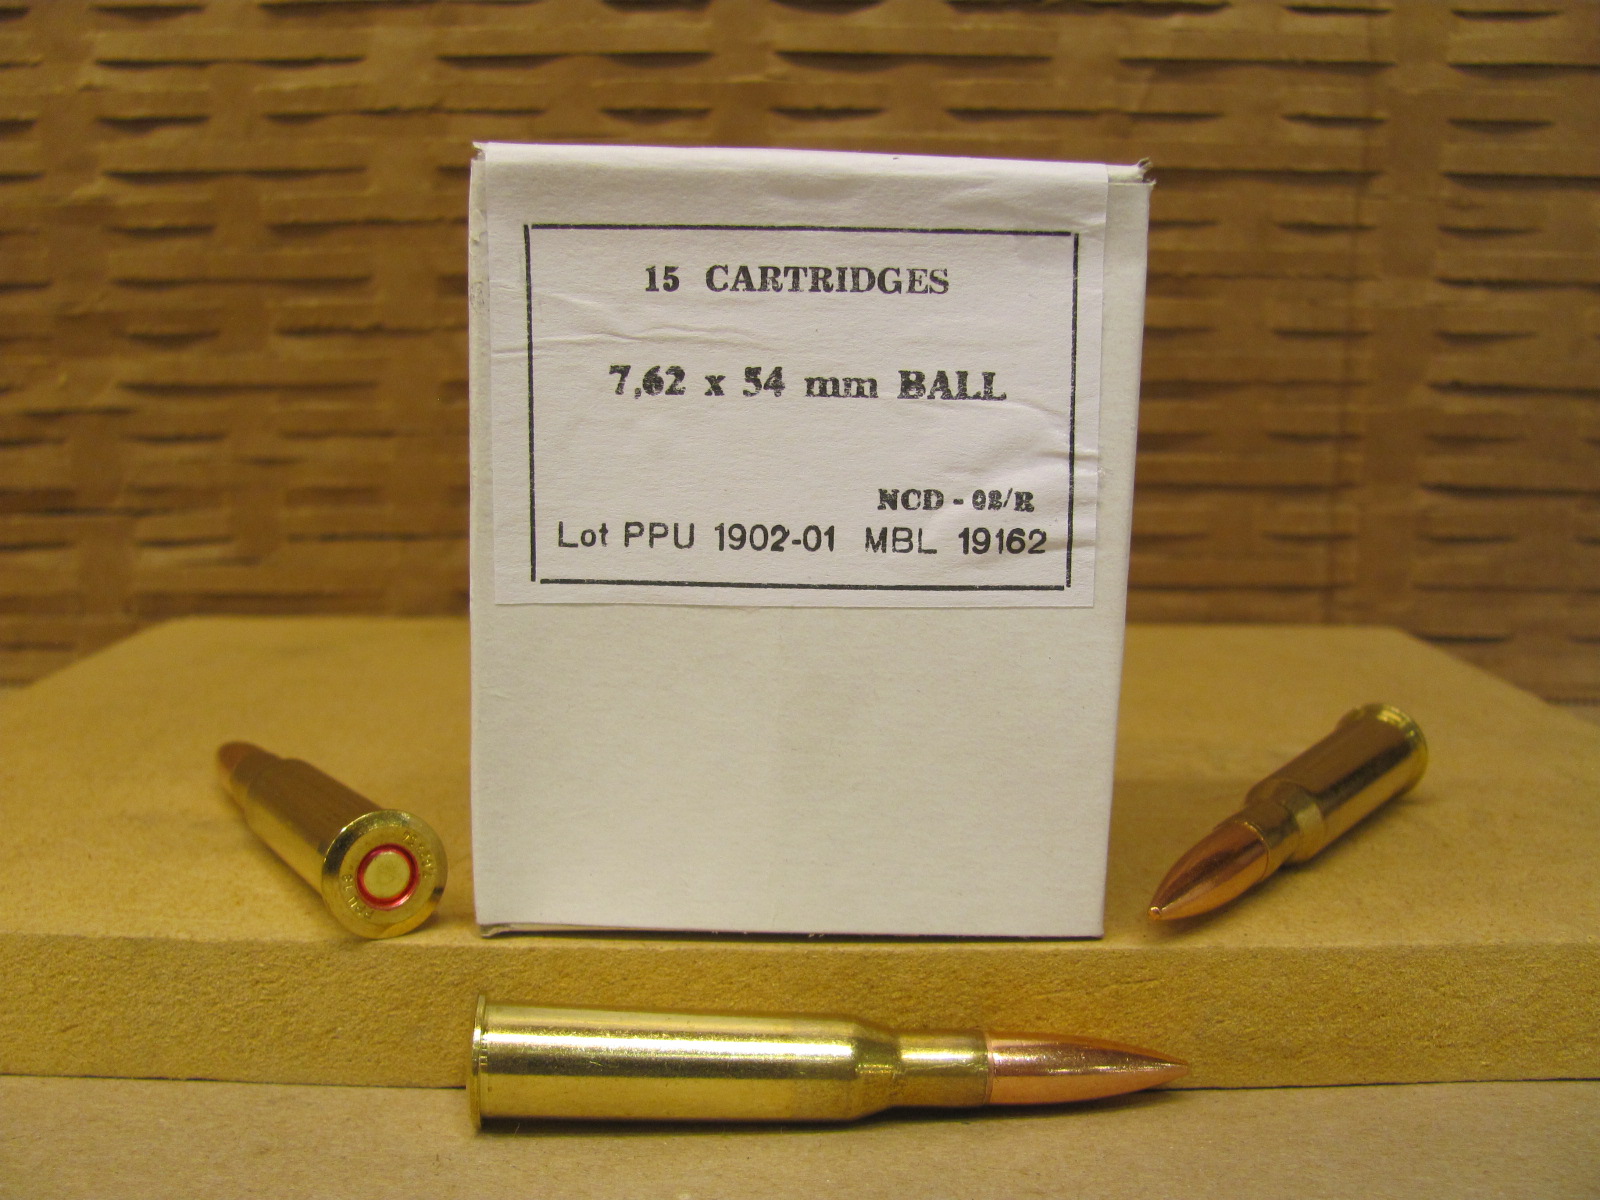 15 CARTRIDGES
7,62 x 54 mm BALL
NCD - 02/R
Lot PPU 1902-01 MBL 19162